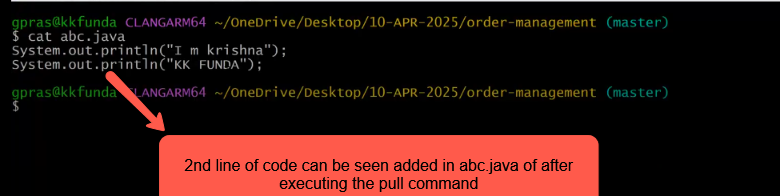 gpras@kkfunda CLANGARM64 ~/OneDrive/Desktop/10-APR-2025/order-management (master)
$ cat abc.java
System.out.println("I m krishna");
System.out.println("KK FUNDA");
gpras@kkfunda CLANGARM64 ~/OneDrive/Desktop/10-APR-2025/order-management (master)
$
2nd line of code can be seen added in abc.java of after
executing the pull command